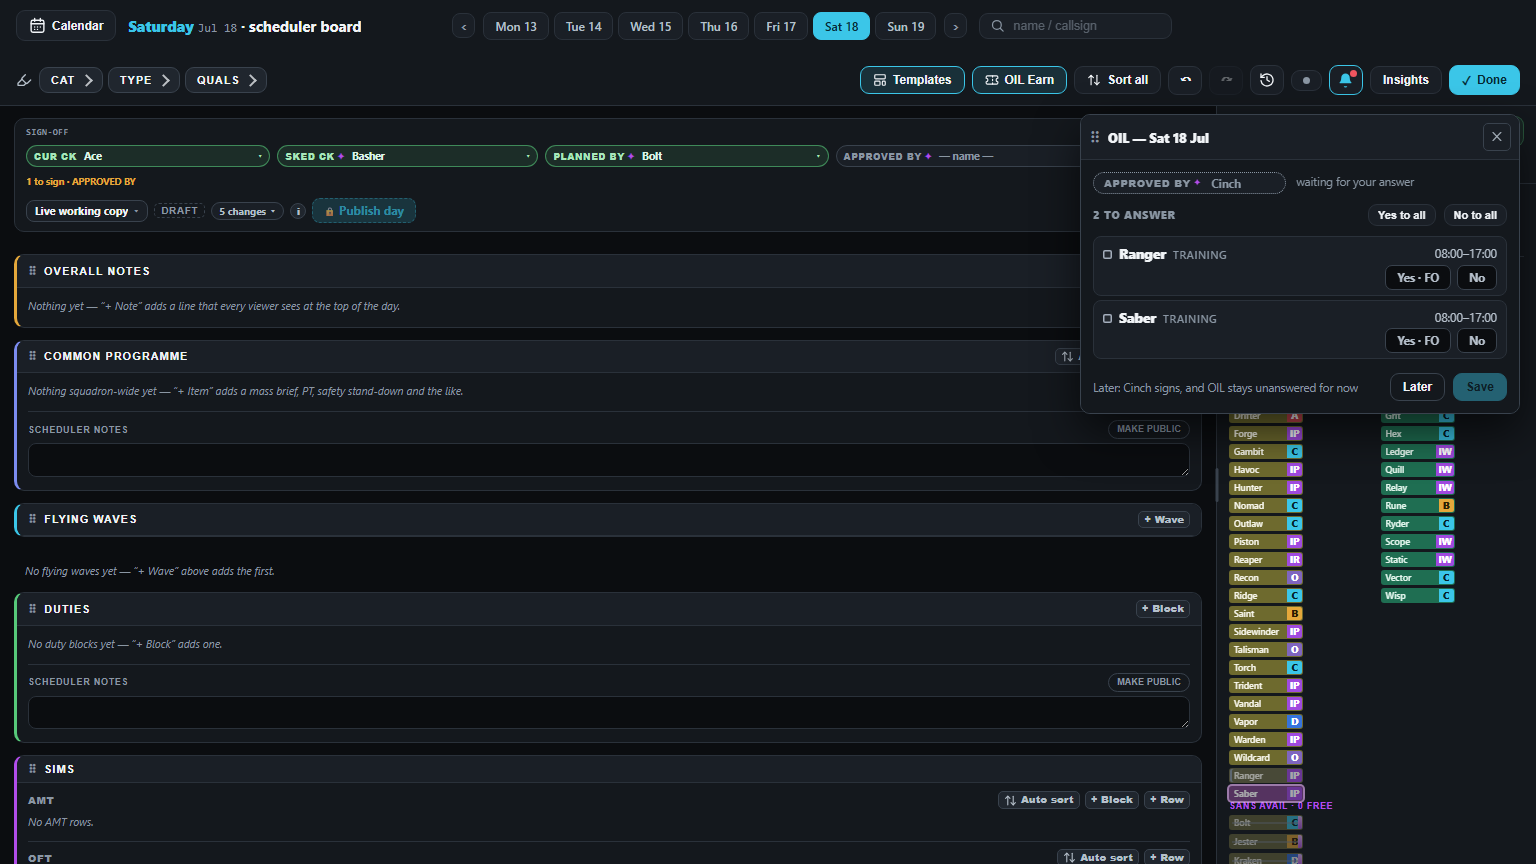 Calendar
Saturday Jul 18 · scheduler board
‹ Mon 13 Tue 14 Wed 15 Thu 16 Fri 17 Sat 18 Sun 19 ›
name / callsign
CAT TYPE QUALS
Templates OIL Earn Sort all Insights ✓ Done
SIGN-OFF
CUR CK Ace
SKED CK ✦ Basher
PLANNED BY ✦ Bolt
APPROVED BY ✦ — name —
1 to sign · APPROVED BY
Live working copy DRAFT 5 changes i Publish day
OVERALL NOTES
Nothing yet — "+ Note" adds a line that every viewer sees at the top of the day.
COMMON PROGRAMME
Nothing squadron-wide yet — "+ Item" adds a mass brief, PT, safety stand-down and the like.
SCHEDULER NOTES MAKE PUBLIC
FLYING WAVES + Wave
No flying waves yet — "+ Wave" above adds the first.
DUTIES + Block
No duty blocks yet — "+ Block" adds one.
SCHEDULER NOTES MAKE PUBLIC
SIMS
AMT Auto sort + Block + Row
No AMT rows.
OFT Auto sort + Row
OIL — Sat 18 Jul
APPROVED BY ✦ Cinch waiting for your answer
2 TO ANSWER Yes to all No to all
Ranger TRAINING 08:00–17:00
Yes · FO No
Saber TRAINING 08:00–17:00
Yes · FO No
Later: Cinch signs, and OIL stays unanswered for now Later Save
Drifter A
Forge IP
Gambit C
Havoc IP
Hunter IP
Nomad C
Outlaw C
Piston IP
Reaper IR
Recon O
Ridge C
Saint B
Sidewinder IP
Talisman O
Torch C
Trident IP
Vandal IP
Vapor D
Warden IP
Wildcard O
Ranger IP
Saber IP
SANS AVAIL · 0 FREE
Bolt C
Jester B
Kraken D
Grit C
Hex C
Ledger IW
Quill IW
Relay IW
Rune B
Ryder C
Scope IW
Static IW
Vector C
Wisp C